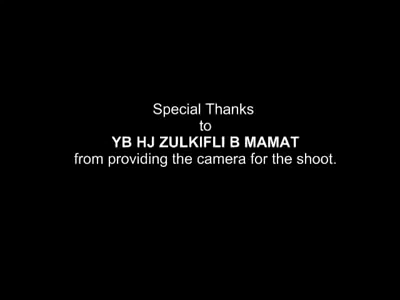 Special Thanks
to
YB HJ ZULKIFLI B MAMAT
from providing the camera for the shoot.